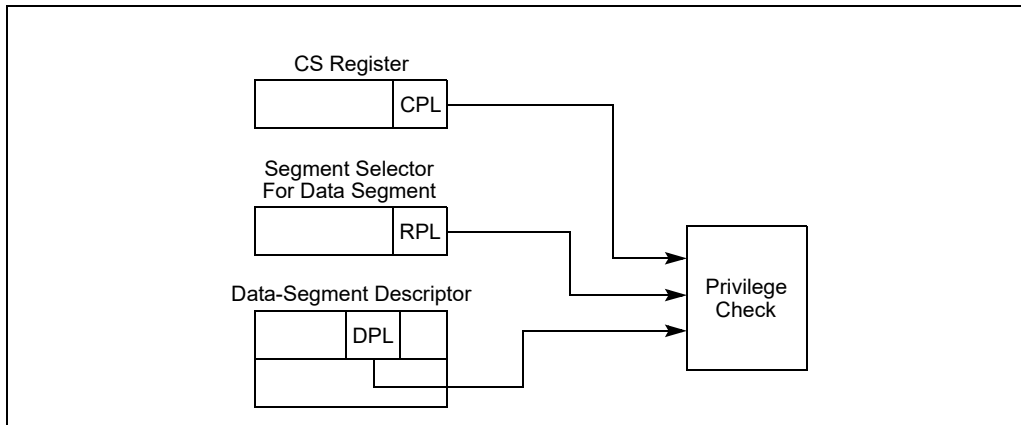 CS Register
CPL
Segment Selector
For Data Segment
RPL
Data-Segment Descriptor
DPL
Privilege
Check